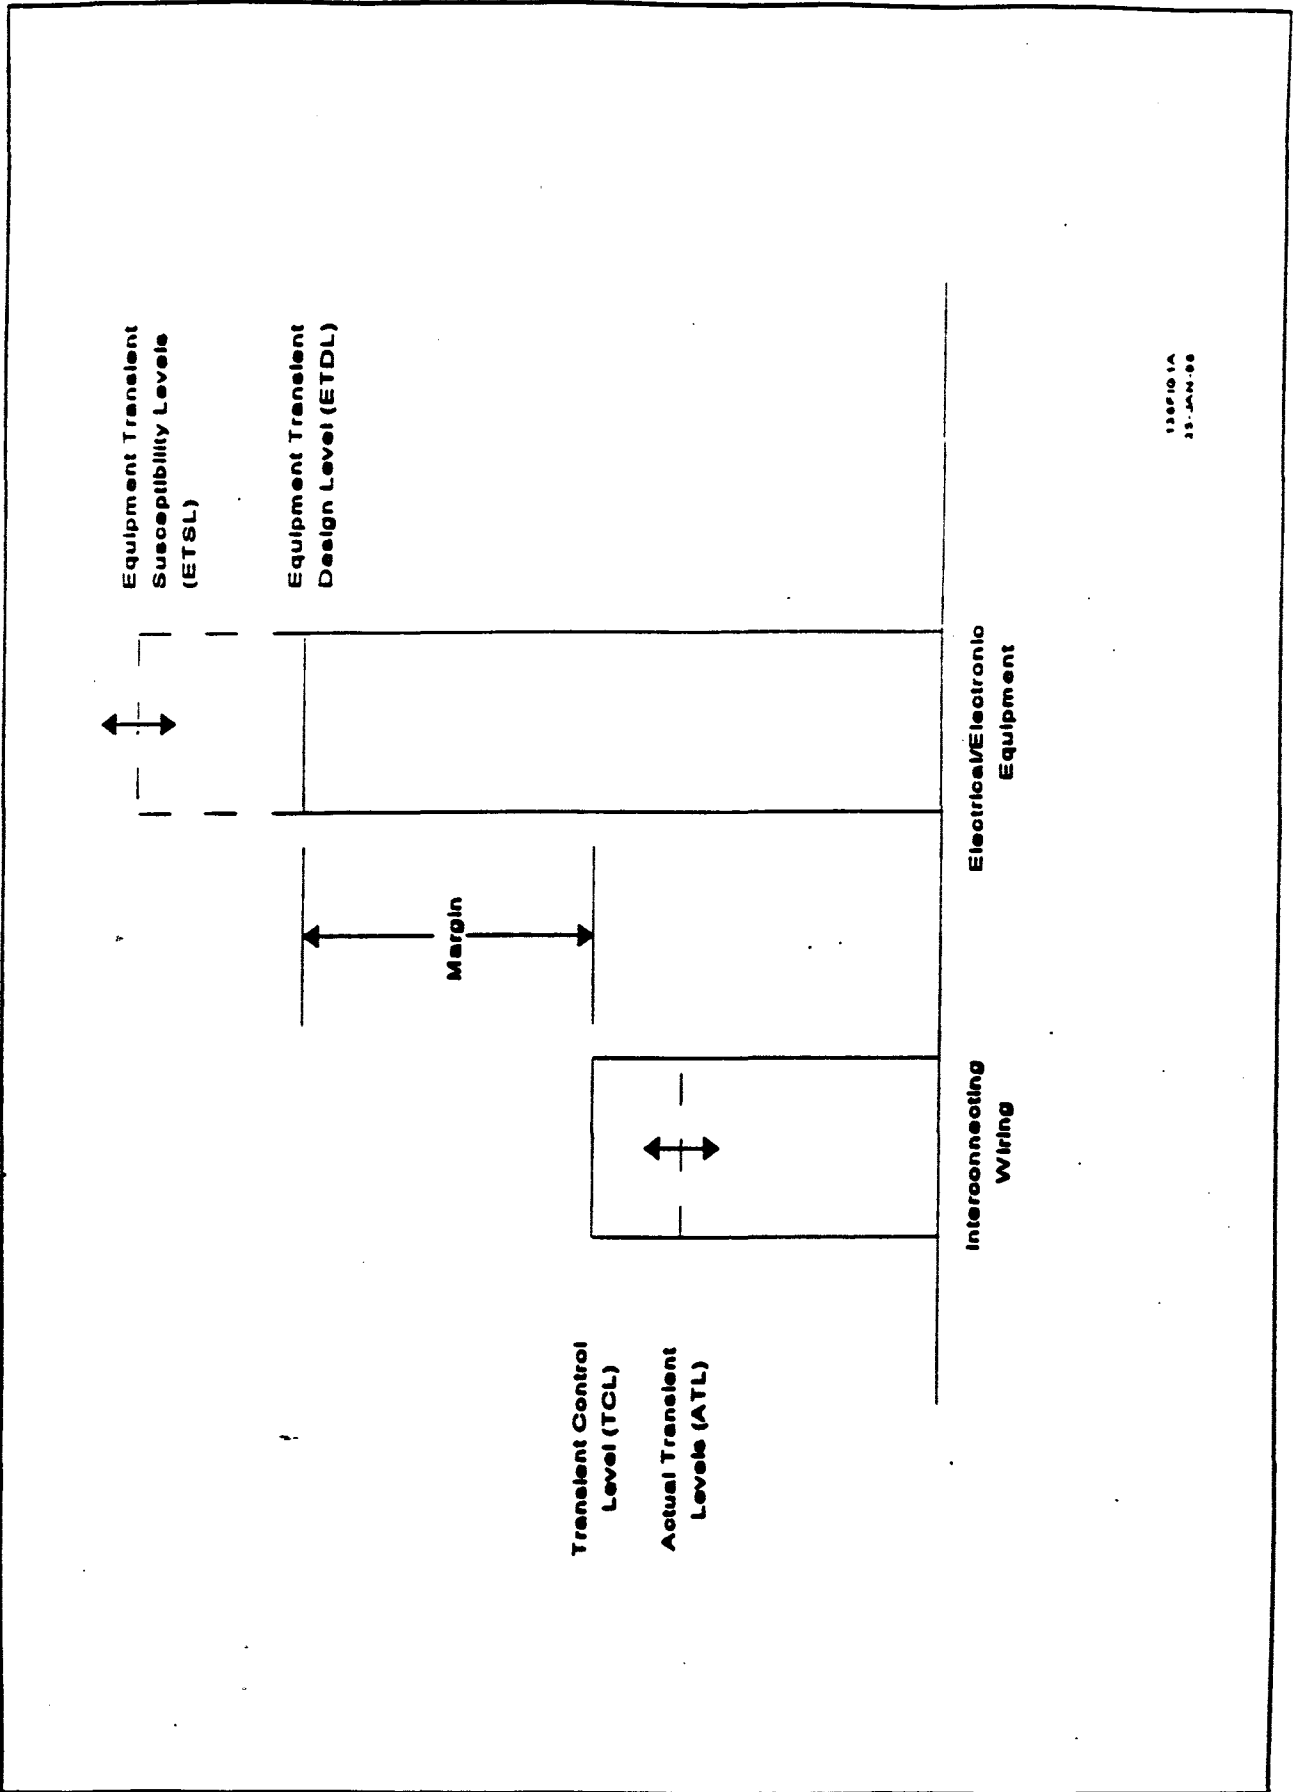 Equipment Transient
Susceptibility Levels
(ETSL)
Equipment Transient
Design Level (ETDL)
Margin
Transient Control
Level (TCL)
Actual Transient
Levels (ATL)
Interconnecting
Wiring
Electrical/Electronic
Equipment